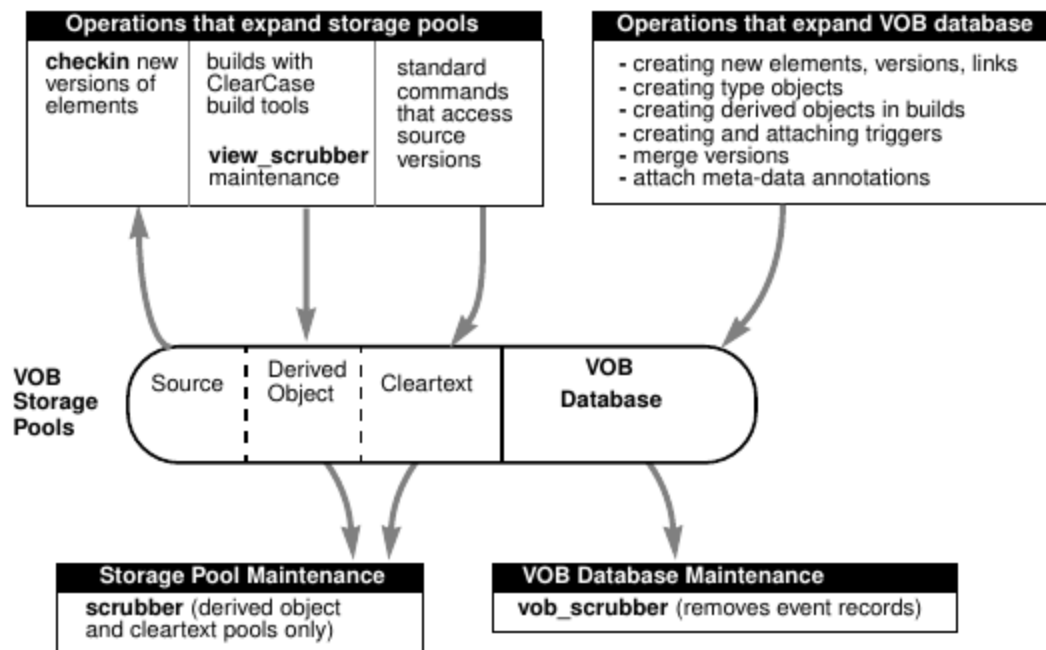 Operations that expand storage pools
checkin new
versions of
elements
builds with
ClearCase
build tools
view_scrubber
maintenance
standard
commands
that access
source
versions
Operations that expand VOB database
- creating new elements, versions, links
- creating type objects
- creating derived objects in builds
- creating and attaching triggers
- merge versions
- attach meta-data annotations
VOB
Storage
Pools
Source
Derived
Object
Cleartext
VOB
Database
Storage Pool Maintenance
scrubber (derived object
and cleartext pools only)
VOB Database Maintenance
vob_scrubber (removes event records)